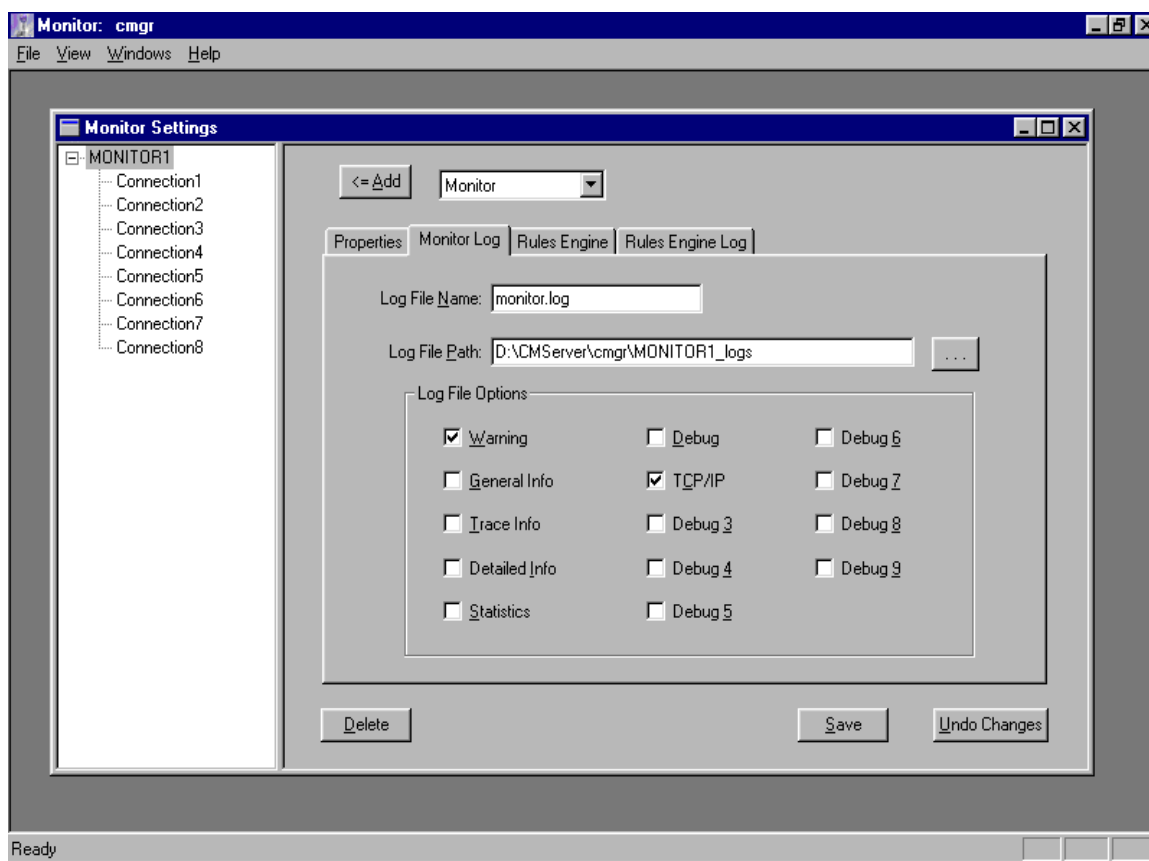 Monitor: cmgr
File View Windows Help
Monitor Settings
MONITOR1
Connection1
Connection2
Connection3
Connection4
Connection5
Connection6
Connection7
Connection8
<= Add Monitor
Properties Monitor Log Rules Engine Rules Engine Log
Log File Name: monitor.log
Log File Path: D:\CMServer\cmgr\MONITOR1_logs ...
Log File Options
Warning Debug Debug 6
General Info TCP/IP Debug 7
Trace Info Debug 3 Debug 8
Detailed Info Debug 4 Debug 9
Statistics Debug 5
Delete Save Undo Changes
Ready